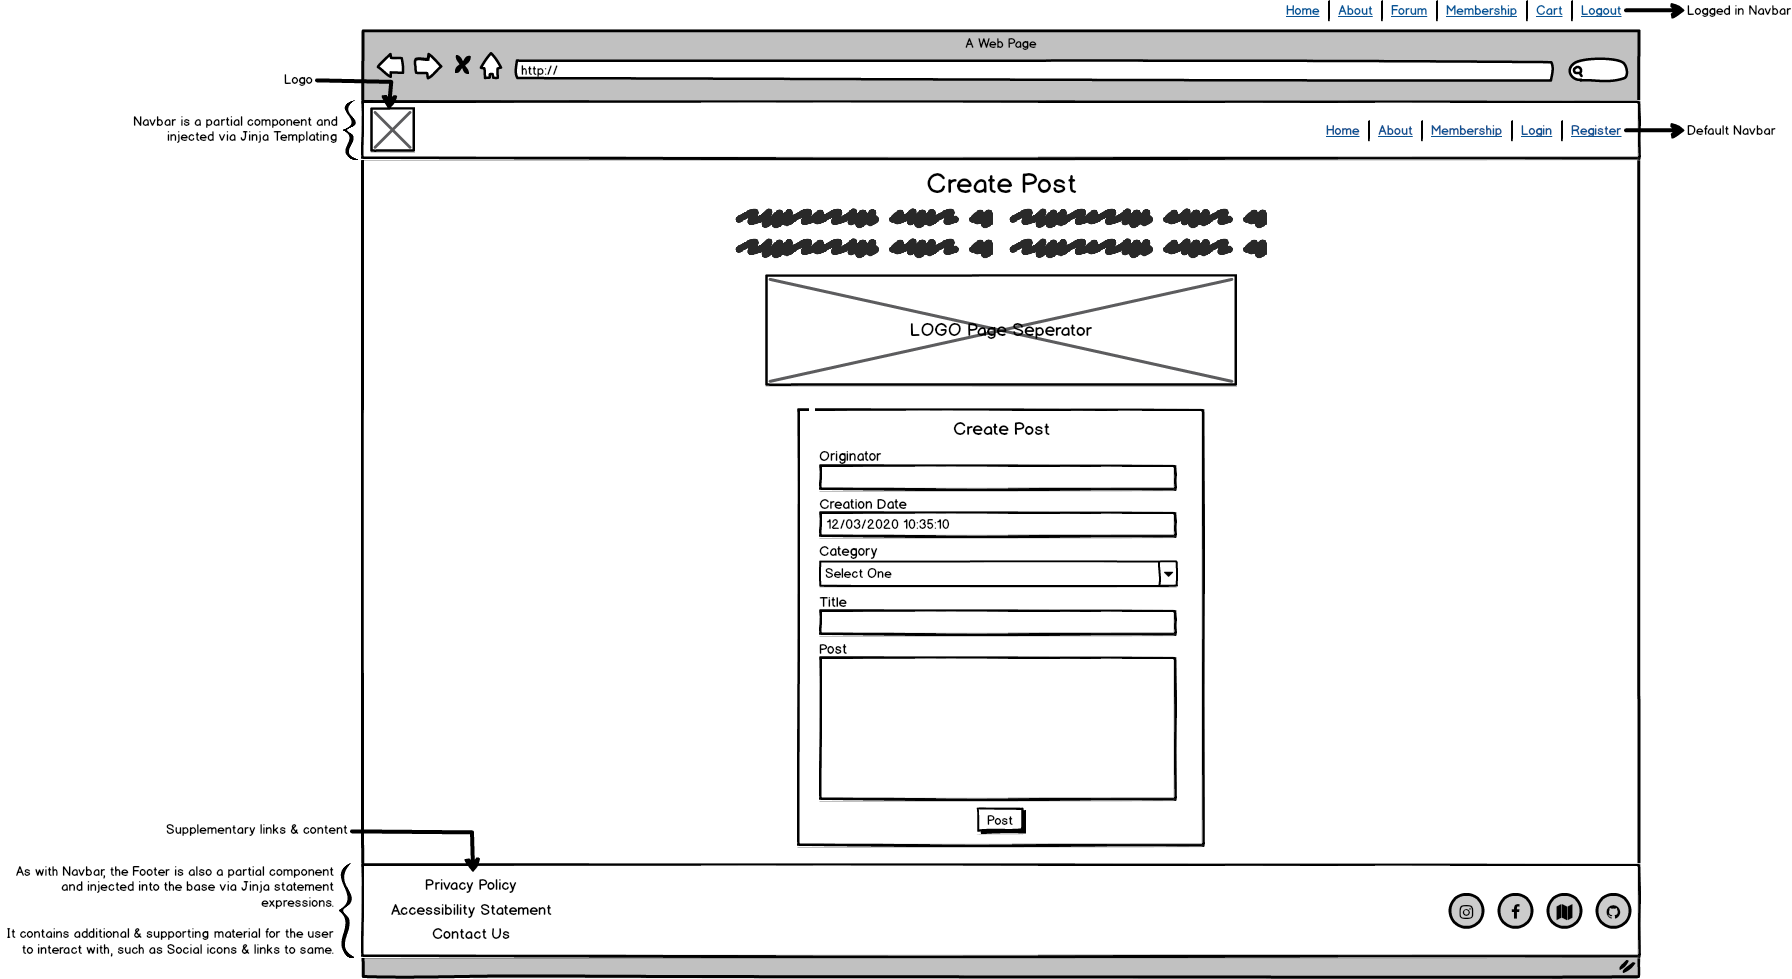 Home About Forum Membership Cart Logout Logged in Navbar
A Web Page
http://
Logo
Navbar is a partial component and
injected via Jinja Templating
Home About Membership Login Register Default Navbar
Create Post
LOGO Page Seperator
Create Post
Originator
Creation Date
12/03/2020 10:35:10
Category
Select One
Title
Post
Post
Supplementary links & content
As with Navbar, the Footer is also a partial component
and injected into the base via Jinja statement
expressions.
It contains additional & supporting material for the user
to interact with, such as Social icons & links to same.
Privacy Policy
Accessibility Statement
Contact Us